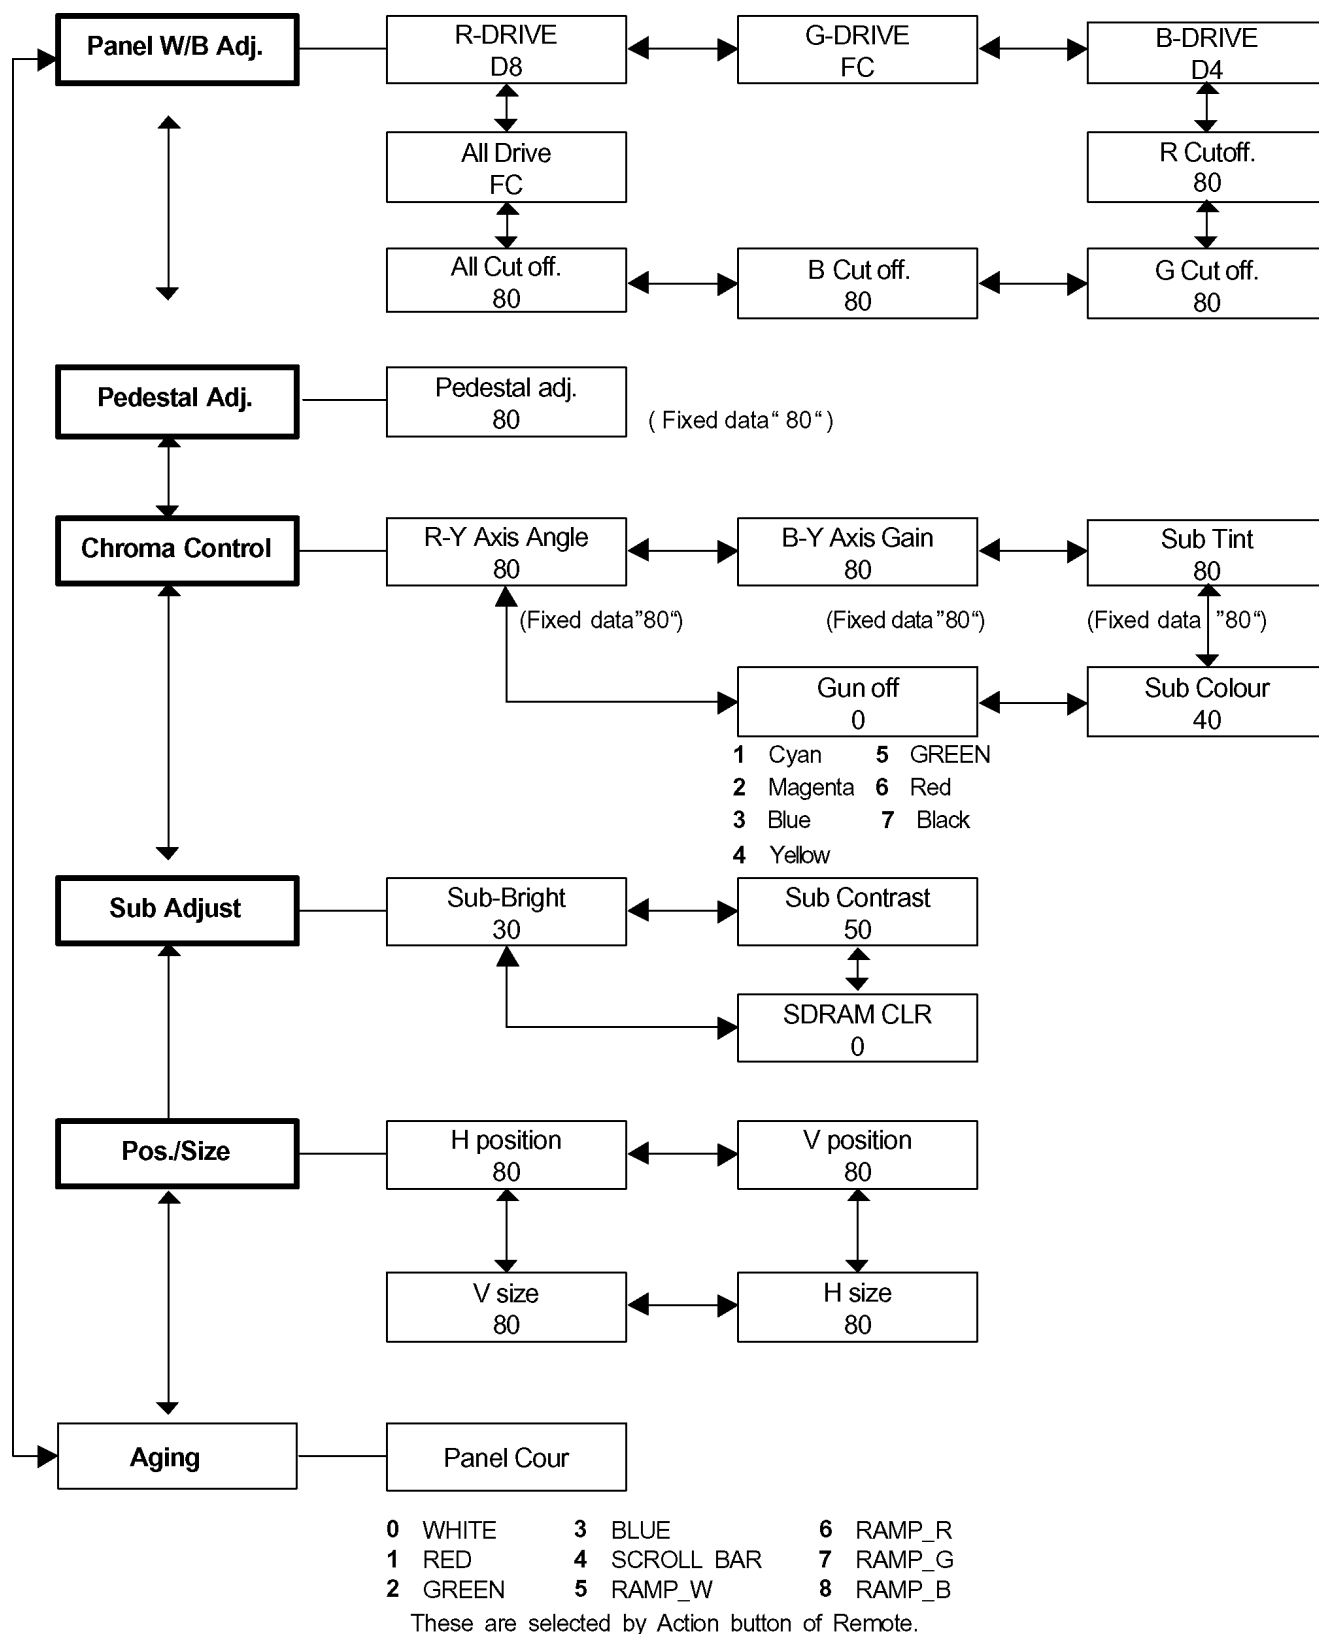 Panel W/B Adj.
R-DRIVE
D8
G-DRIVE
FC
B-DRIVE
D4
All Drive
FC
R Cutoff.
80
All Cut off.
80
B Cut off.
80
G Cut off.
80
Pedestal Adj.
Pedestal adj.
80
( Fixed data“ 80“ )
Chroma Control
R-Y Axis Angle
80
B-Y Axis Gain
80
Sub Tint
80
(Fixed data”80“)
(Fixed data”80“)
(Fixed data ”80“)
Gun off
0
Sub Colour
40
1 Cyan 5 GREEN
2 Magenta 6 Red
3 Blue 7 Black
4 Yellow
Sub Adjust
Sub-Bright
30
Sub Contrast
50
SDRAM CLR
0
Pos./Size
H position
80
V position
80
V size
80
H size
80
Aging
Panel Cour
0 WHITE 3 BLUE 6 RAMP_R
1 RED 4 SCROLL BAR 7 RAMP_G
2 GREEN 5 RAMP_W 8 RAMP_B
These are selected by Action button of Remote.